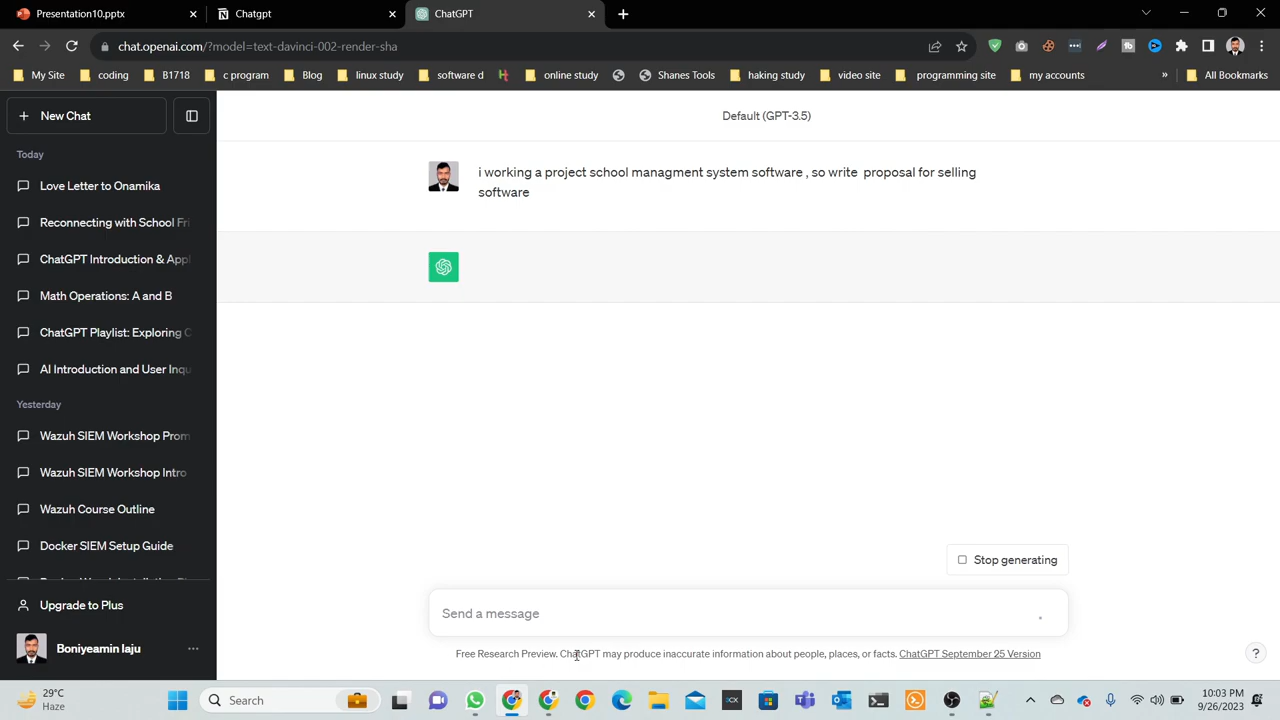 Presentation10.pptx
Chatgpt
ChatGPT
chat.openai.com/?model=text-davinci-002-render-sha
My Site
coding
B1718
c program
Blog
linux study
software d
online study
Shanes Tools
haking study
video site
programming site
my accounts
»
All Bookmarks
New Chat
Default (GPT-3.5)
Today
Love Letter to Onamika
Reconnecting with School Fri
ChatGPT Introduction & Appl
Math Operations: A and B
ChatGPT Playlist: Exploring C
AI Introduction and User Inqu
Yesterday
Wazuh SIEM Workshop Prom
Wazuh SIEM Workshop Intro
Wazuh Course Outline
Docker SIEM Setup Guide
Upgrade to Plus
Boniyeamin laju
i working a project school managment system software , so write  proposal for selling
software
Stop generating
Send a message
Free Research Preview. ChatGPT may produce inaccurate information about people, places, or facts. ChatGPT September 25 Version
?
29°C
Haze
Search
10:03 PM
9/26/2023